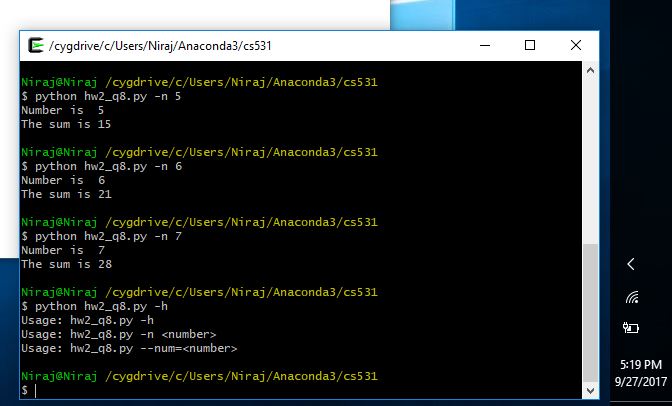 /cygdrive/c/Users/Niraj/Anaconda3/cs531
Niraj@Niraj /cygdrive/c/Users/Niraj/Anaconda3/cs531
$ python hw2_q8.py -n 5
Number is  5
The sum is 15
Niraj@Niraj /cygdrive/c/Users/Niraj/Anaconda3/cs531
$ python hw2_q8.py -n 6
Number is  6
The sum is 21
Niraj@Niraj /cygdrive/c/Users/Niraj/Anaconda3/cs531
$ python hw2_q8.py -n 7
Number is  7
The sum is 28
Niraj@Niraj /cygdrive/c/Users/Niraj/Anaconda3/cs531
$ python hw2_q8.py -h
Usage: hw2_q8.py -h
Usage: hw2_q8.py -n <number>
Usage: hw2_q8.py --num=<number>
Niraj@Niraj /cygdrive/c/Users/Niraj/Anaconda3/cs531
$
5:19 PM
9/27/2017